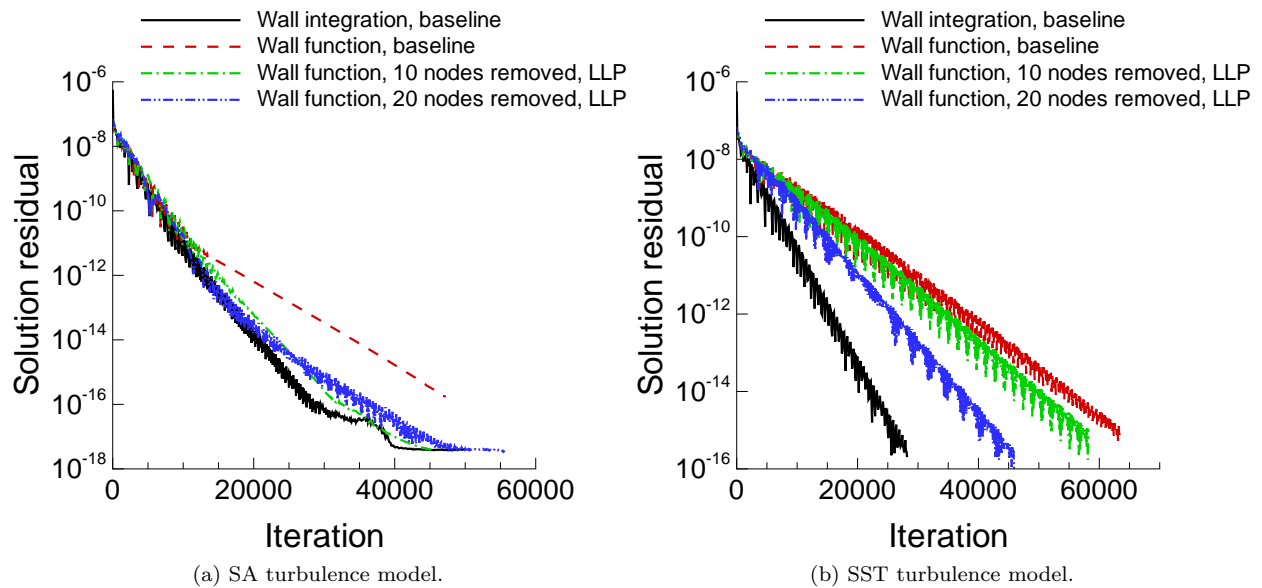 Wall integration, baseline
Wall function, baseline
Wall function, 10 nodes removed, LLP
Wall function, 20 nodes removed, LLP
10-6
10-8
10-10
10-12
10-14
10-16
10-18
Solution residual
0
20000
40000
60000
Iteration
(a) SA turbulence model.
Wall integration, baseline
Wall function, baseline
Wall function, 10 nodes removed, LLP
Wall function, 20 nodes removed, LLP
10-6
10-8
10-10
10-12
10-14
10-16
Solution residual
0
20000
40000
60000
Iteration
(b) SST turbulence model.